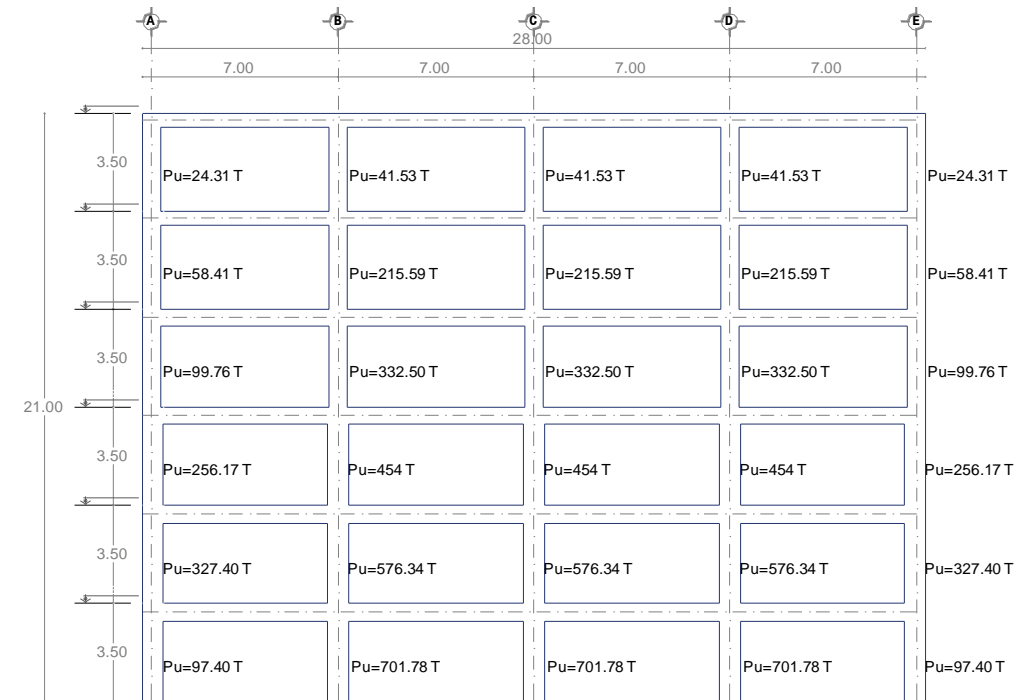 A B C D E
28.00
7.00 7.00 7.00 7.00
3.50
Pu=24.31 T Pu=41.53 T Pu=41.53 T Pu=41.53 T Pu=24.31 T
3.50
Pu=58.41 T Pu=215.59 T Pu=215.59 T Pu=215.59 T Pu=58.41 T
3.50
Pu=99.76 T Pu=332.50 T Pu=332.50 T Pu=332.50 T Pu=99.76 T
21.00
3.50
Pu=256.17 T Pu=454 T Pu=454 T Pu=454 T Pu=256.17 T
3.50
Pu=327.40 T Pu=576.34 T Pu=576.34 T Pu=576.34 T Pu=327.40 T
3.50
Pu=97.40 T Pu=701.78 T Pu=701.78 T Pu=701.78 T Pu=97.40 T